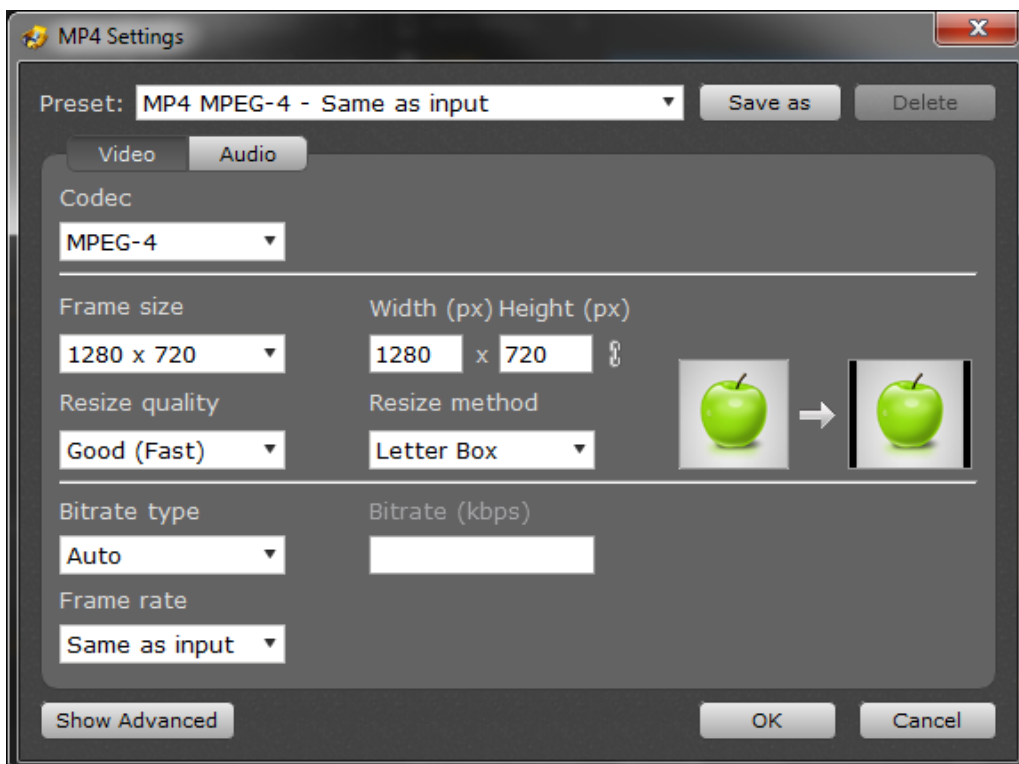 MP4 Settings
Preset: MP4 MPEG-4 - Same as input Save as Delete
Video Audio
Codec
MPEG-4
Frame size Width (px) Height (px)
1280 x 720 1280 x 720
Resize quality Resize method
Good (Fast) Letter Box
Bitrate type Bitrate (kbps)
Auto
Frame rate
Same as input
Show Advanced OK Cancel